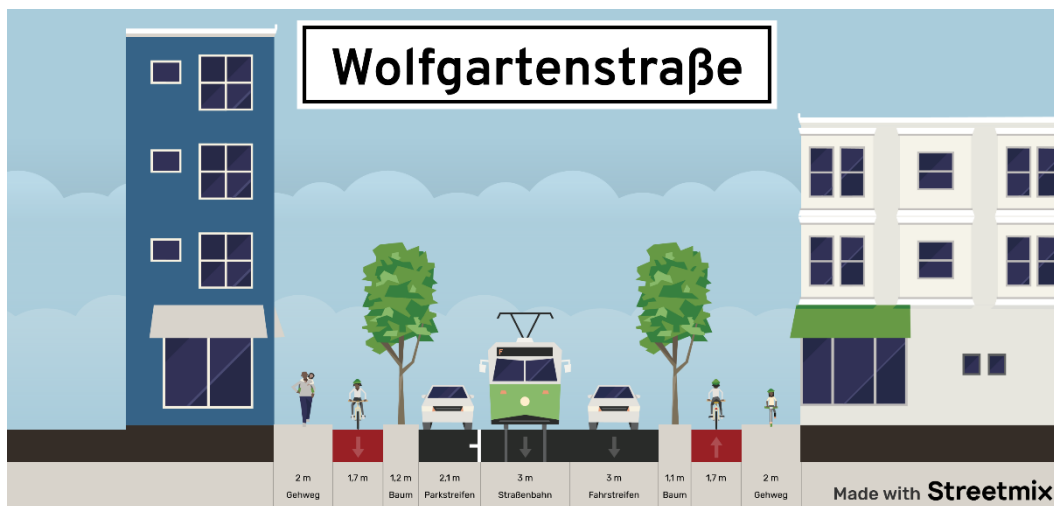 Wolfgartenstraße
F
2 m
1,7 m
1,2 m
2,1 m
3 m
3 m
1,1 m
1,7 m
2 m
Gehweg
Baum
Parkstreifen
Straßenbahn
Fahrstreifen
Baum
Gehweg
Made with Streetmix